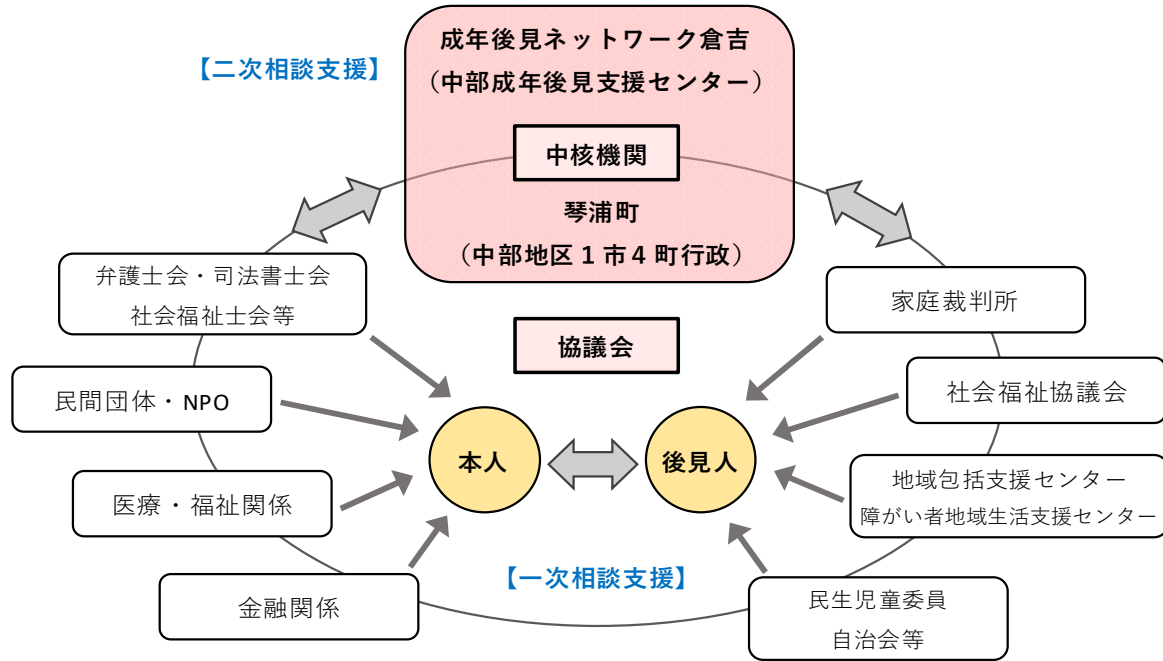 成年後見ネットワーク倉吉
（中部成年後見支援センター）
【二次相談支援】
中核機関
琴浦町
（中部地区１市４町行政）
弁護士会・司法書士会
社会福祉士会等
家庭裁判所
協議会
民間団体・NPO
社会福祉協議会
本人
後見人
医療・福祉関係
地域包括支援センター
障がい者地域生活支援センター
【一次相談支援】
金融関係
民生児童委員
自治会等